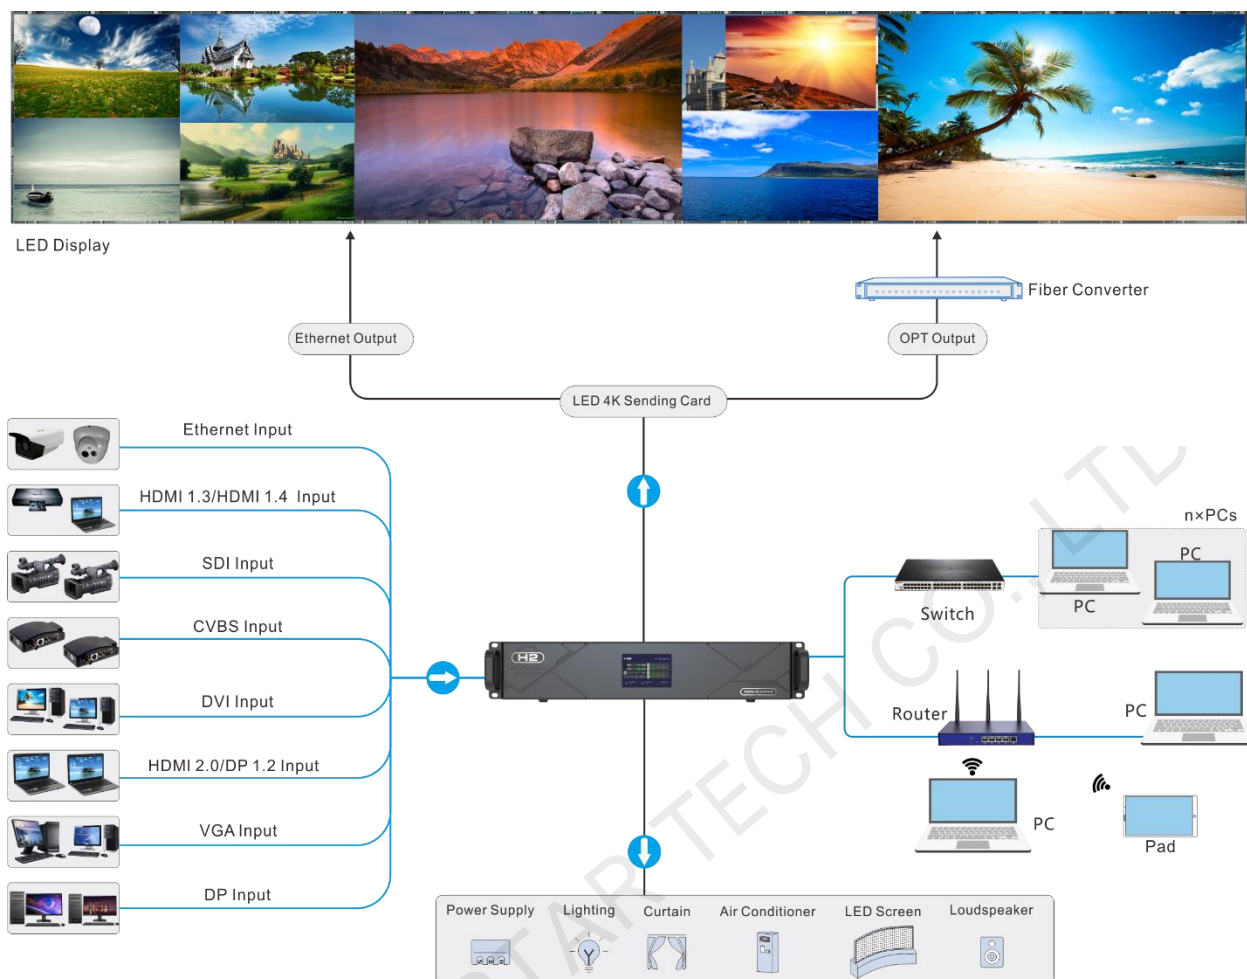 LED Display
Fiber Converter
Ethernet Output
OPT Output
LED 4K Sending Card
Ethernet Input
HDMI 1.3/HDMI 1.4 Input
SDI Input
CVBS Input
DVI Input
HDMI 2.0/DP 1.2 Input
VGA Input
DP Input
H2
n×PCs
PC
PC
Switch
Router
PC
PC
Pad
Power Supply
Lighting
Curtain
Air Conditioner
LED Screen
Loudspeaker
STARTECH CO., LTD